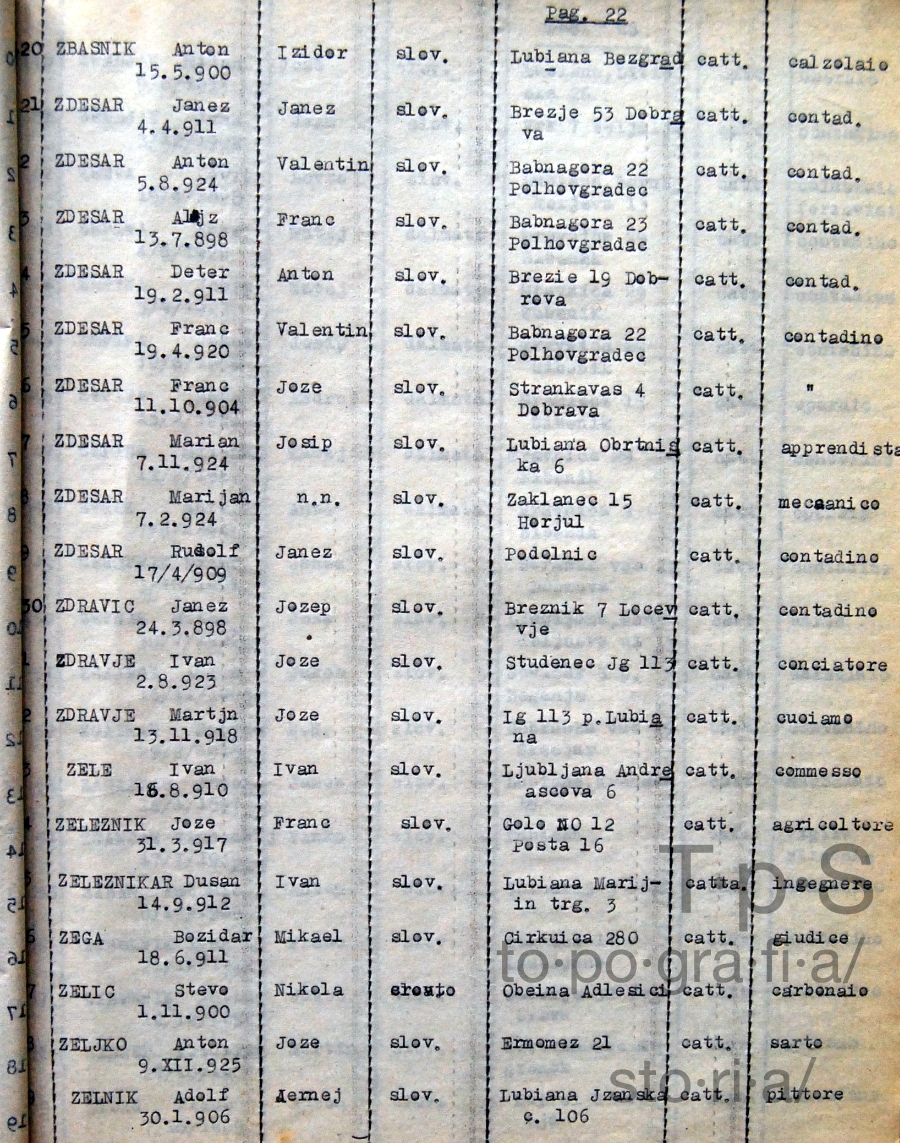 Pag. 22
20 ZBASNIK Anton Izidor slov. Lubiana Bezgrad catt. calzolaio
15.5.900
21 ZDESAR Janez Janez slov. Brezje 53 Dobra catt. contad.
4.4.911 va
2 ZDESAR Anton Valentin slov. Babnagora 22 catt. contad.
5.8.924 Polhovgradec
3 ZDESAR Franc slov. Babnagora 23 catt. contad.
13.7.898 Polhovgradac
4 ZDESAR Deter Anton slov. Brezie 19 Dob- catt. contad.
19.2.911 rova
5 ZDESAR Franc Valentin slov. Babnagora 22 catt. contadino
19.4.920 Polhovgradec
6 ZDESAR Franc Joze slov. Strankavas 4 catt. "
11.10.904 Dobrava
7 ZDESAR Marian Josip slov. Lubiana Obrtnis catt. apprendista
7.11.924 ka 6
8 ZDESAR Marijan n.n. slov. Zaklanec 15 catt.
7.2.924 Horjul
9 ZDESAR Rudolf Janez slov. Podolnic catt. contadino
17/4/909
30 ZDRAVIC Janez Jozep slov. Breznik 7 Locev catt. contadino
24.3.898 vje
1 ZDRAVJE Ivan Joze slov. Studenec Jg 113 catt. conciatore
2.8.923
2 ZDRAVJE Martjn Joze slov. Ig 113 p.Lubia catt. cuoiamo
13.11.918 na
3 ZELE Ivan Ivan slov. Ljubljana Andre catt. commesso
ascova 6
4 ZELEZNIK Joze Franc slov. Golo NO 12 catt. agricoltore
31.3.917 Posta 16
5 ZELEZNIKAR Dusan Ivan slov. Lubiana Marij- catta. ingegnere
14.9.912 in trg. 3
6 ZEGA Bozidar Mikael slov. Cirkuica 280 catt. giudice
18.6.911
7 ZELIC Stevo Nikola Obeina Adlesici catt. carbonaio
1.11.900
8 ZELJKO Anton Joze slov. Ermomez 21 catt. sarto
9.XII.925
9 ZELNIK Adolf Jernej slov. Lubiana Jzanska catt. pittore
30.1.906 c. 106
TpS
to·po·gra·fi·a/
sto·ri·a/